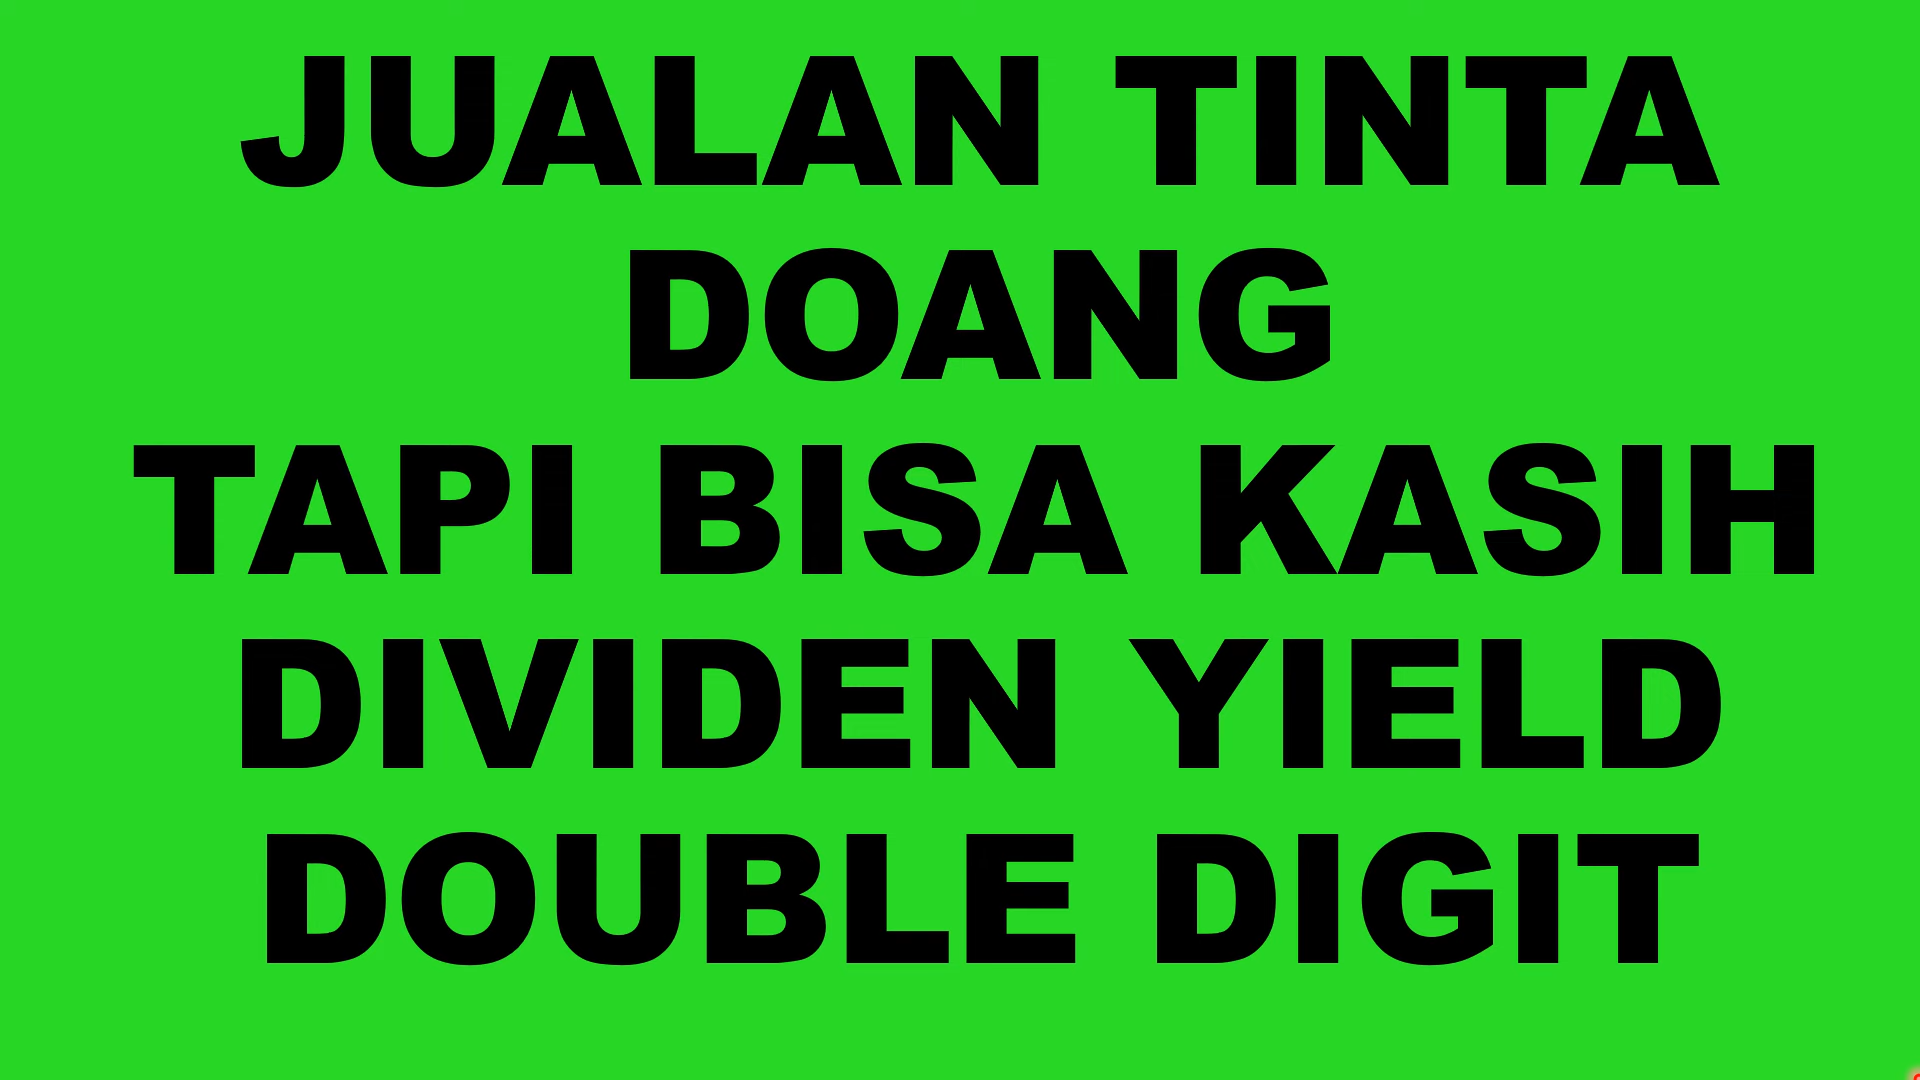 JUALAN TINTA
DOANG
TAPI BISA KASIH
DIVIDEN YIELD
DOUBLE DIGIT